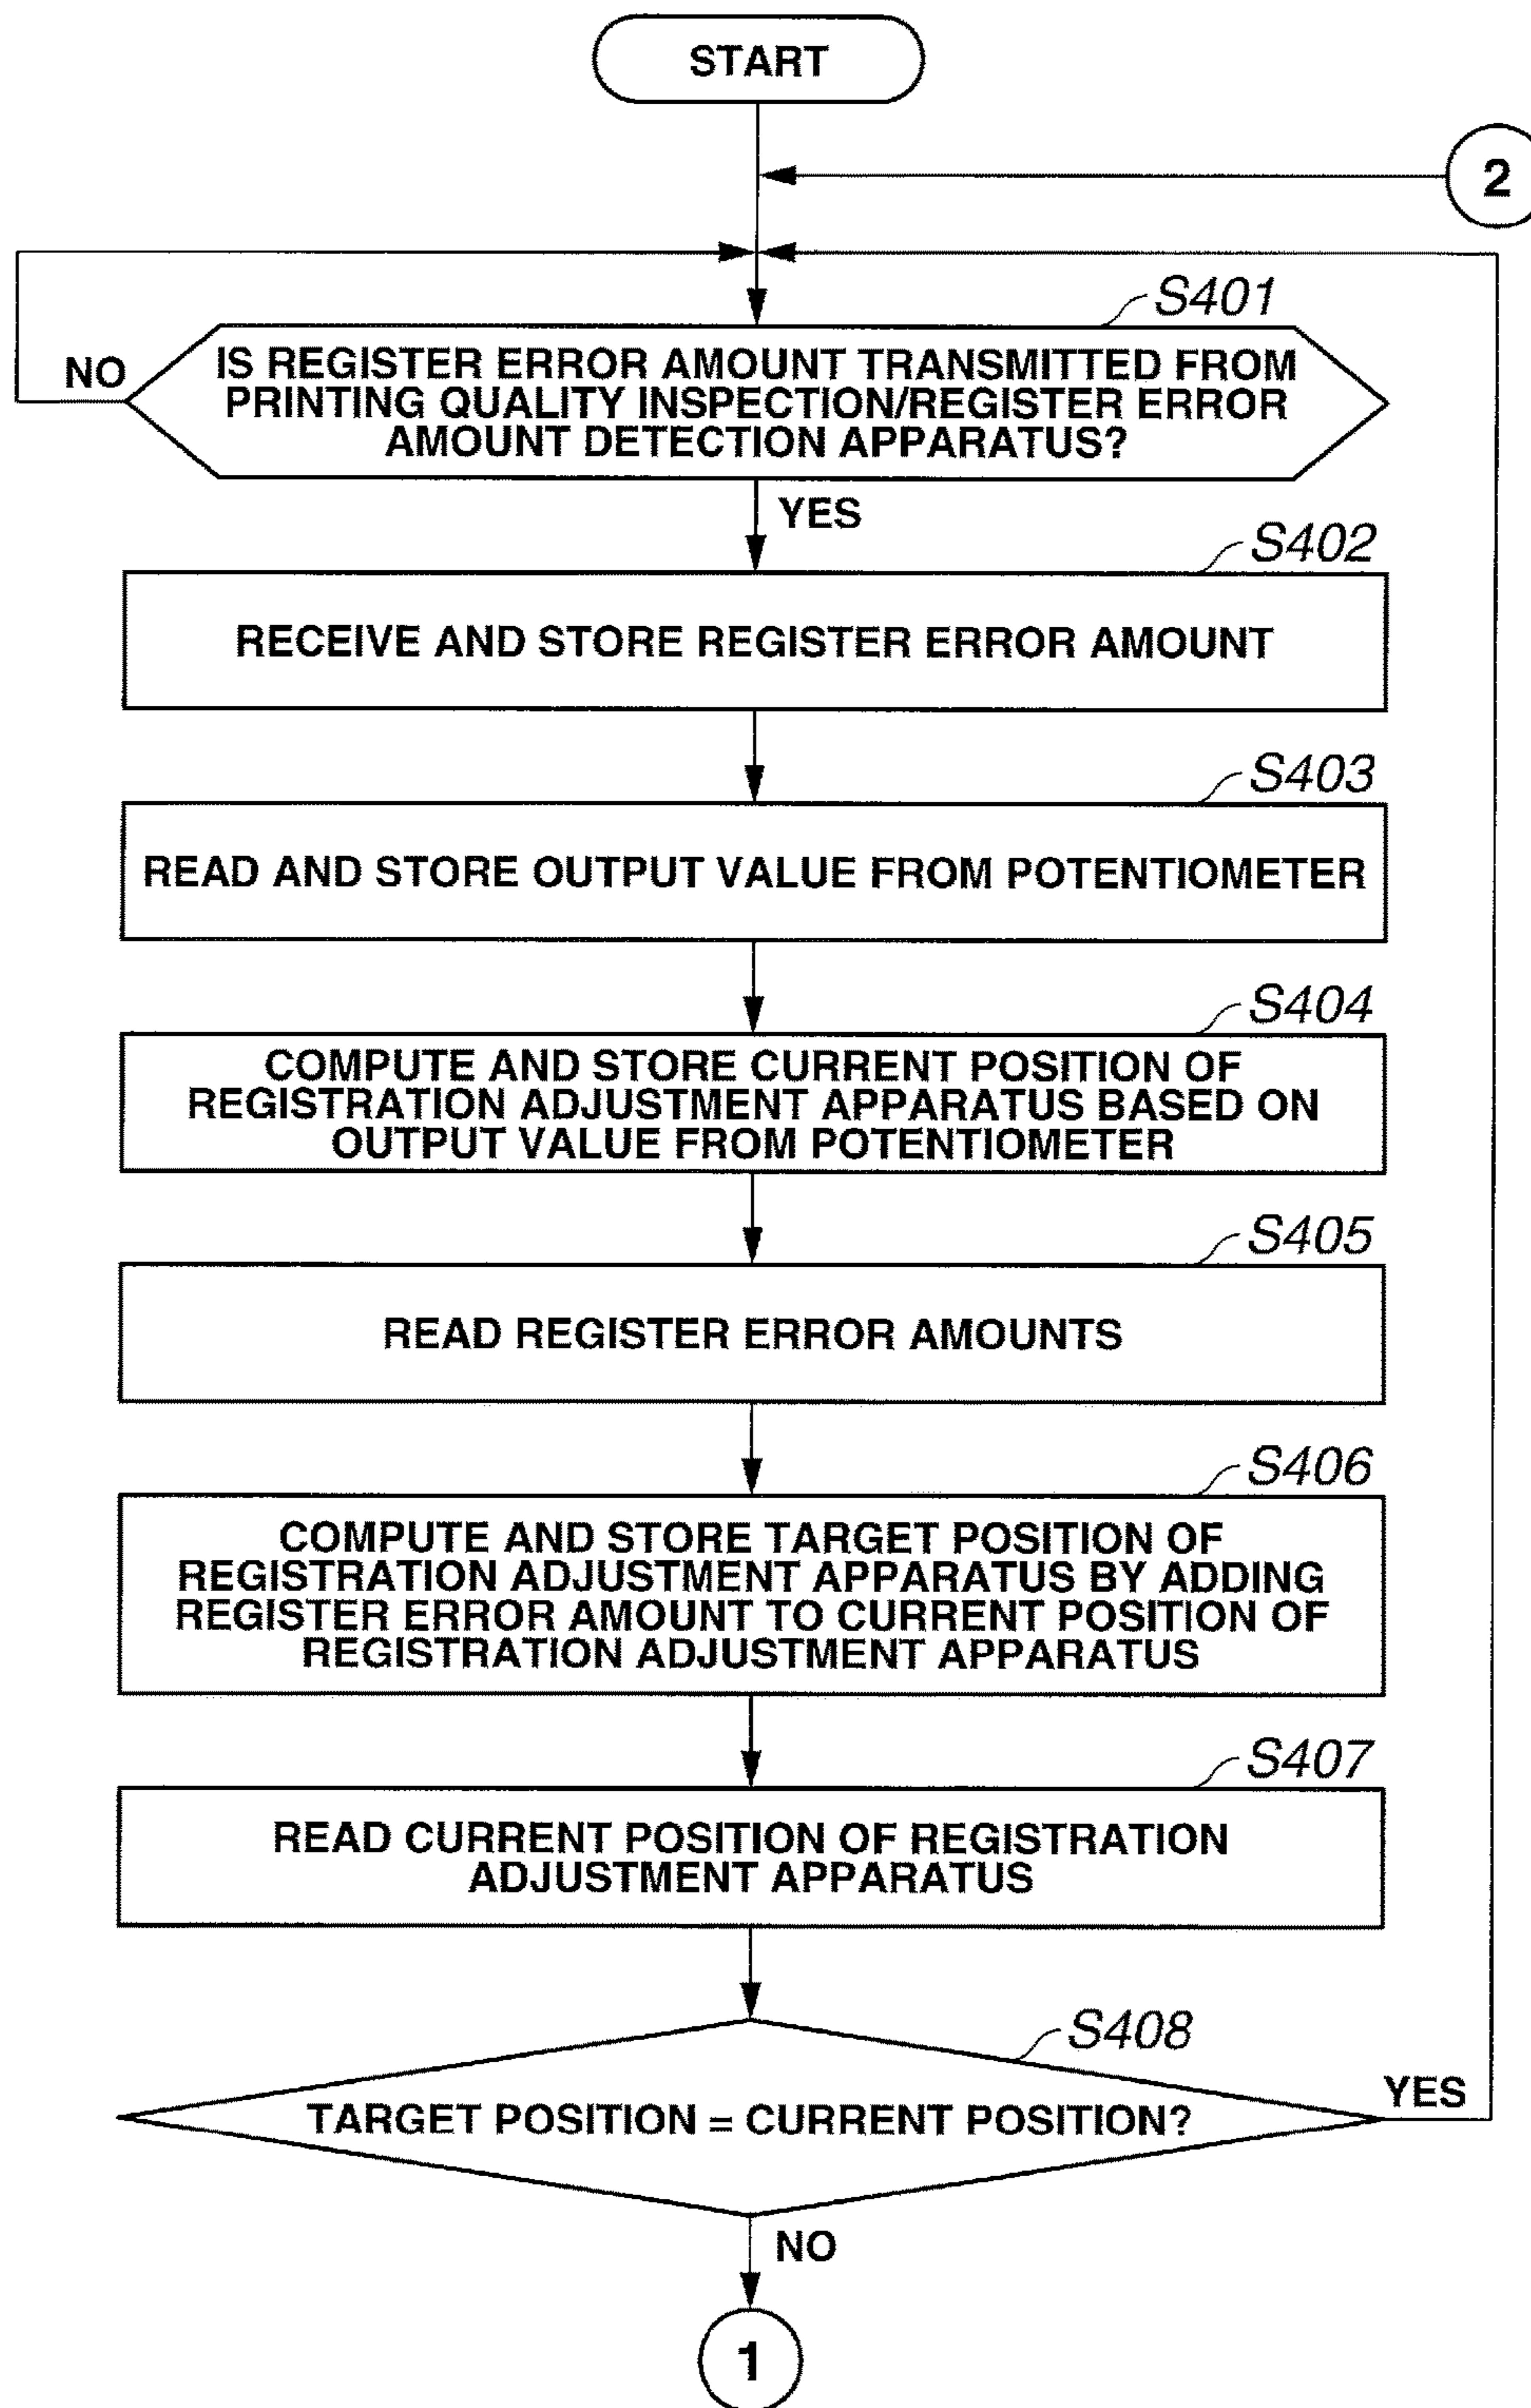 START
2
S401
NO
IS REGISTER ERROR AMOUNT TRANSMITTED FROM
PRINTING QUALITY INSPECTION/REGISTER ERROR
AMOUNT DETECTION APPARATUS?
YES
S402
RECEIVE AND STORE REGISTER ERROR AMOUNT
S403
READ AND STORE OUTPUT VALUE FROM POTENTIOMETER
S404
COMPUTE AND STORE CURRENT POSITION OF
REGISTRATION ADJUSTMENT APPARATUS BASED ON
OUTPUT VALUE FROM POTENTIOMETER
S405
READ REGISTER ERROR AMOUNTS
S406
COMPUTE AND STORE TARGET POSITION OF
REGISTRATION ADJUSTMENT APPARATUS BY ADDING
REGISTER ERROR AMOUNT TO CURRENT POSITION OF
REGISTRATION ADJUSTMENT APPARATUS
S407
READ CURRENT POSITION OF REGISTRATION
ADJUSTMENT APPARATUS
S408
TARGET POSITION = CURRENT POSITION?
YES
NO
1